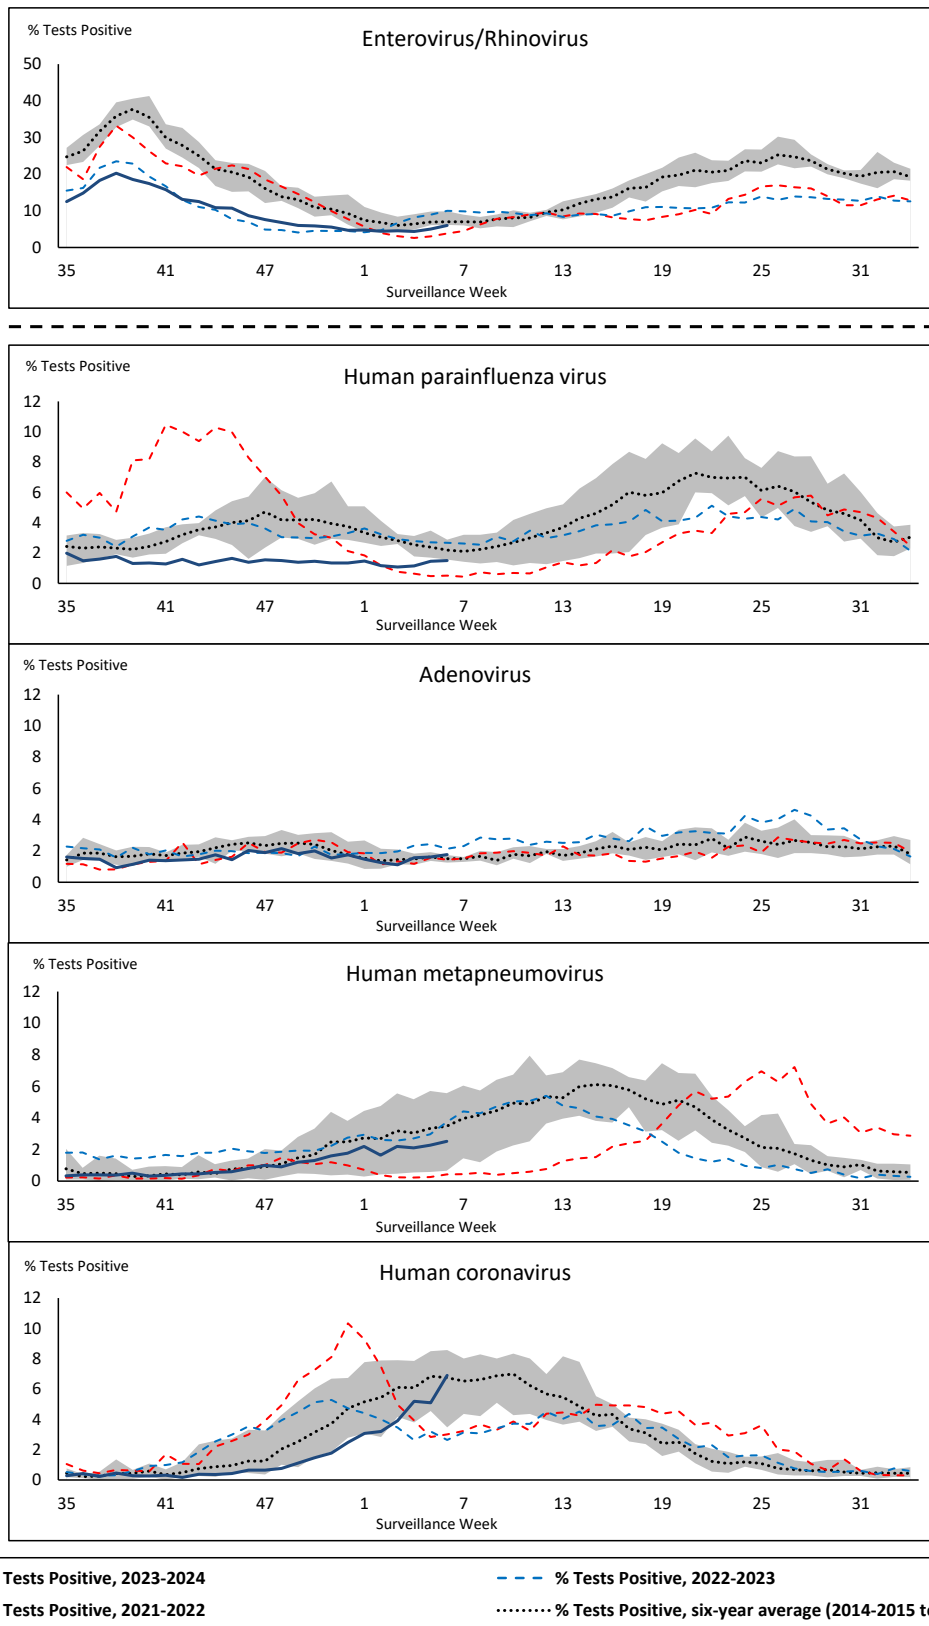 % Tests Positive
Enterovirus/Rhinovirus
50
40
30
20
10
0
35 41 47 1 7 13 19 25 31
Surveillance Week
% Tests Positive
Human parainfluenza virus
12
10
8
6
4
2
0
35 41 47 1 7 13 19 25 31
Surveillance Week
% Tests Positive
Adenovirus
12
10
8
6
4
2
0
35 41 47 1 7 13 19 25 31
Surveillance Week
% Tests Positive
Human metapneumovirus
12
10
8
6
4
2
0
35 41 47 1 7 13 19 25 31
Surveillance Week
% Tests Positive
Human coronavirus
12
10
8
6
4
2
0
35 41 47 1 7 13 19 25 31
Surveillance Week
Tests Positive, 2023-2024 % Tests Positive, 2022-2023
Tests Positive, 2021-2022 % Tests Positive, six-year average (2014-2015 t